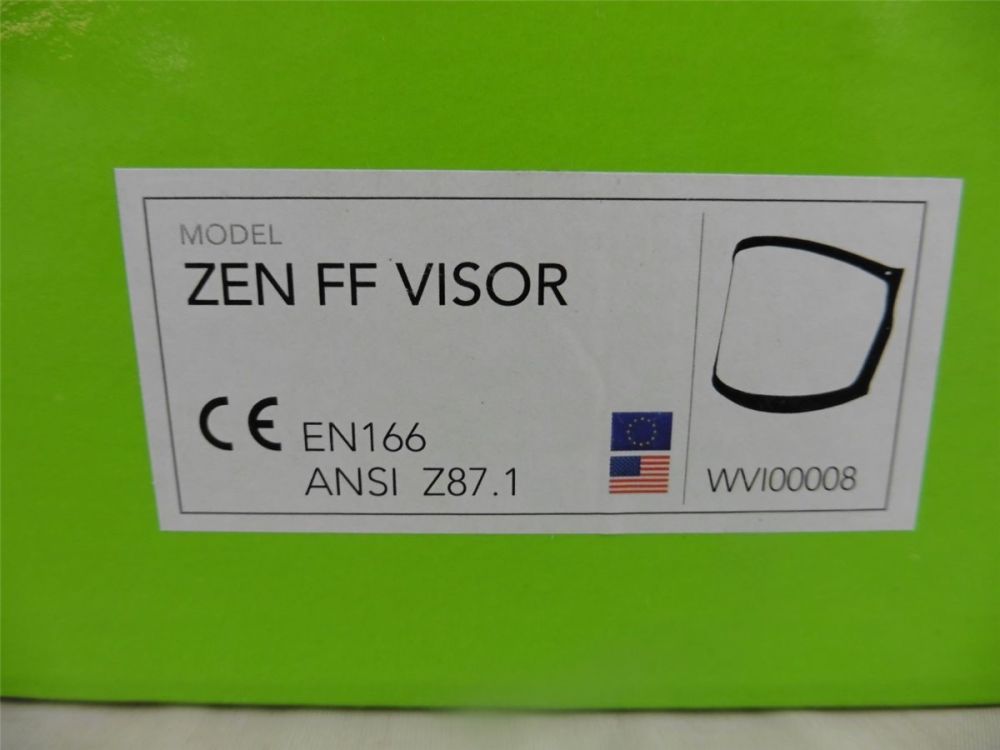 MODEL
ZEN FF VISOR
CE EN166
ANSI Z87.1
WVI00008